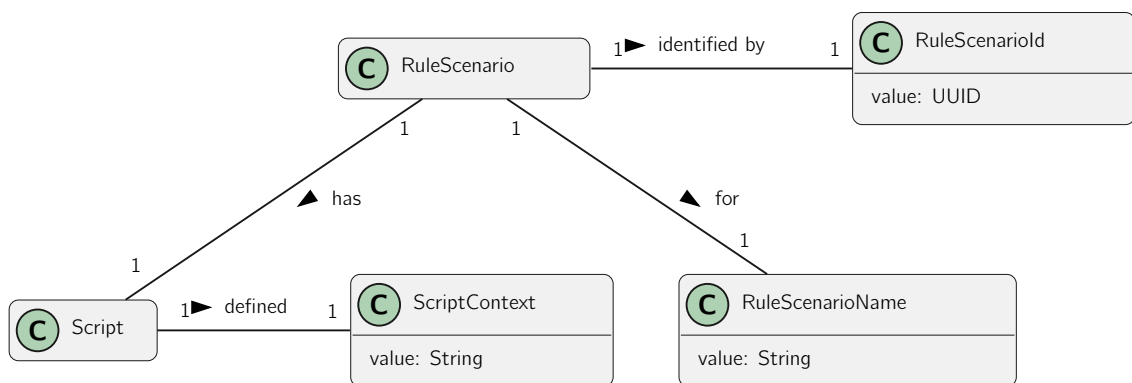 C RuleScenario
1 identified by 1
C RuleScenarioId
value: UUID
1
1
has
for
1
1
C Script
1 defined 1
C ScriptContext
value: String
C RuleScenarioName
value: String